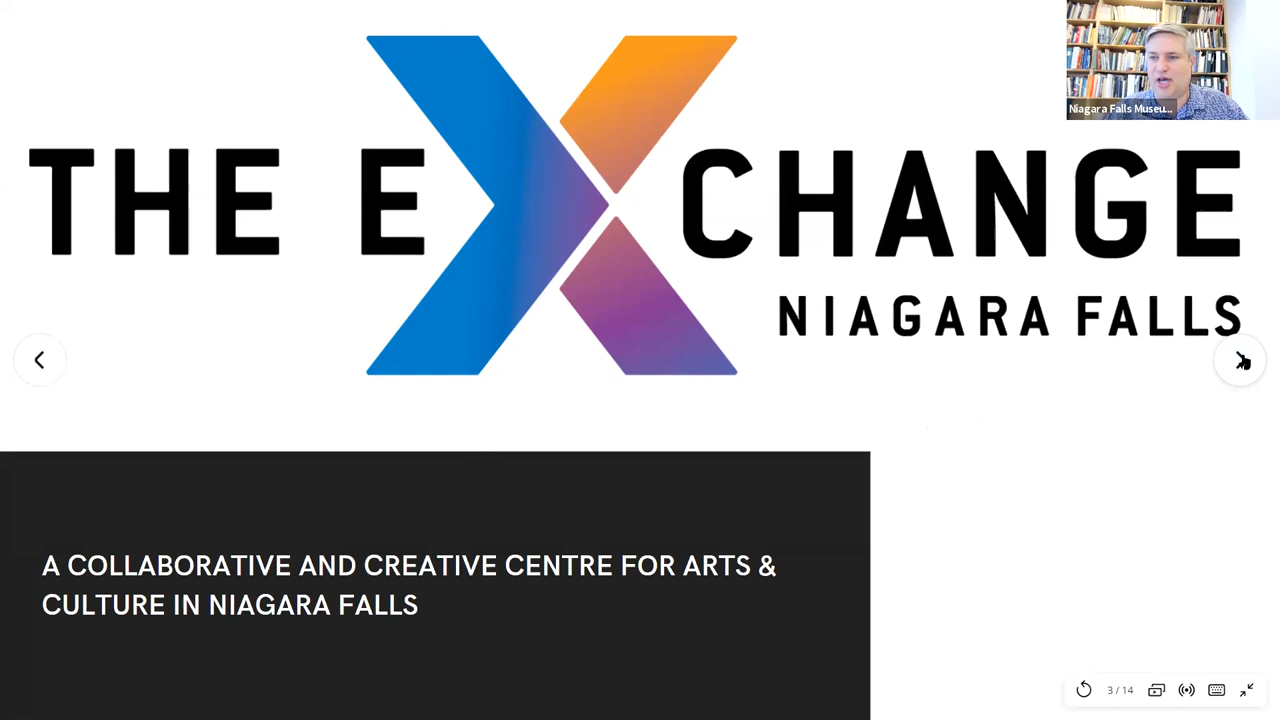 THE EXCHANGE
NIAGARA FALLS
Niagara Falls Museu...
A COLLABORATIVE AND CREATIVE CENTRE FOR ARTS &
CULTURE IN NIAGARA FALLS
3 / 14